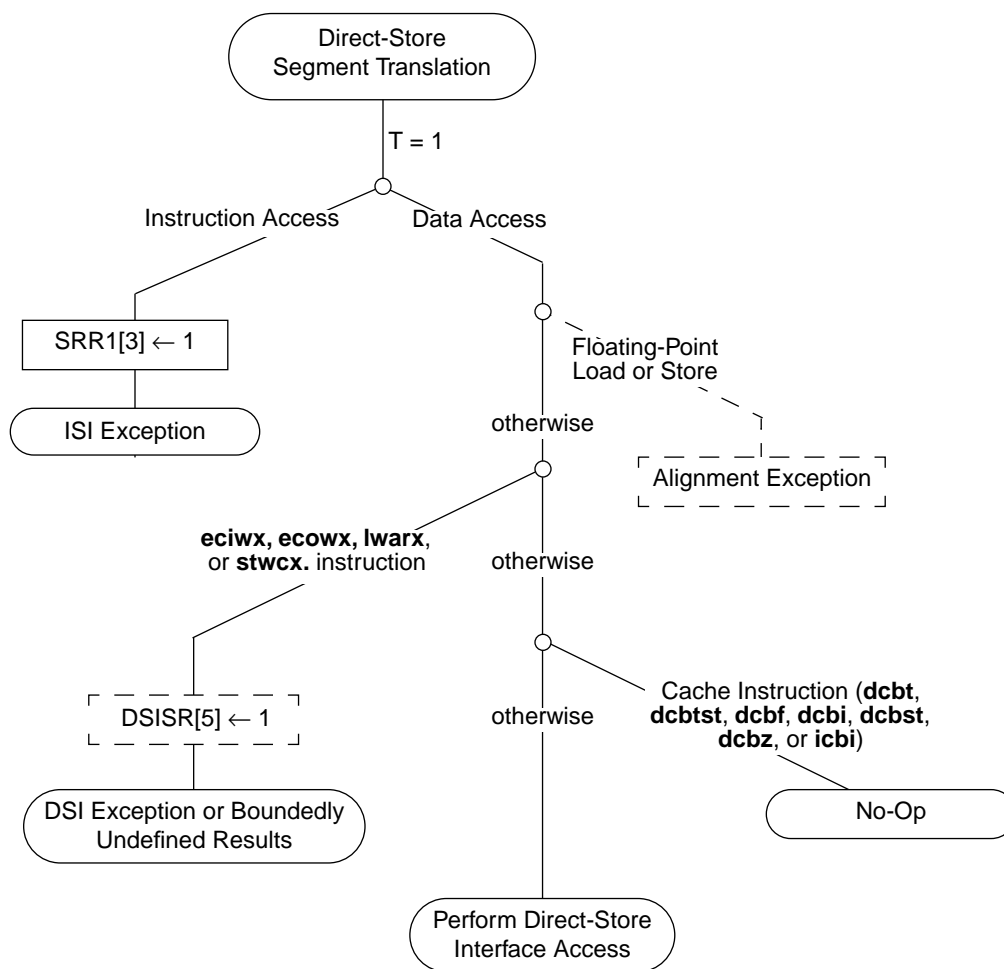 Direct-Store
Segment Translation
T = 1
Instruction Access
Data Access
SRR1[3] ← 1
Floating-Point
Load or Store
ISI Exception
otherwise
Alignment Exception
eciwx, ecowx, lwarx,
or stwcx. instruction
otherwise
Cache Instruction (dcbt,
dcbtst, dcbf, dcbi, dcbst,
dcbz, or icbi)
DSISR[5] ← 1
otherwise
DSI Exception or Boundedly
Undefined Results
No-Op
Perform Direct-Store
Interface Access